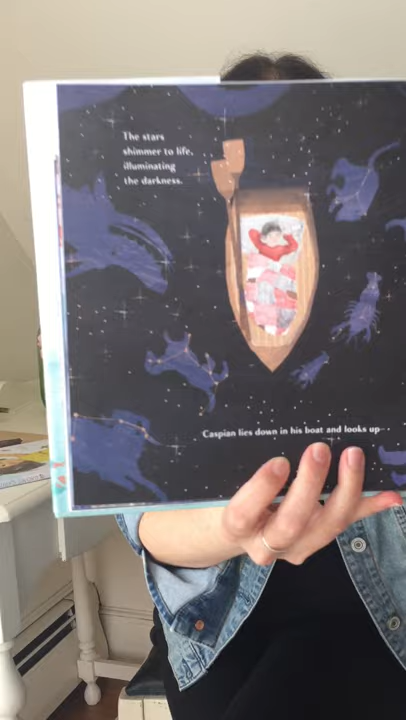 The stars
shimmer to life,
illuminating
the darkness.
Caspian lies down in his boat and looks up